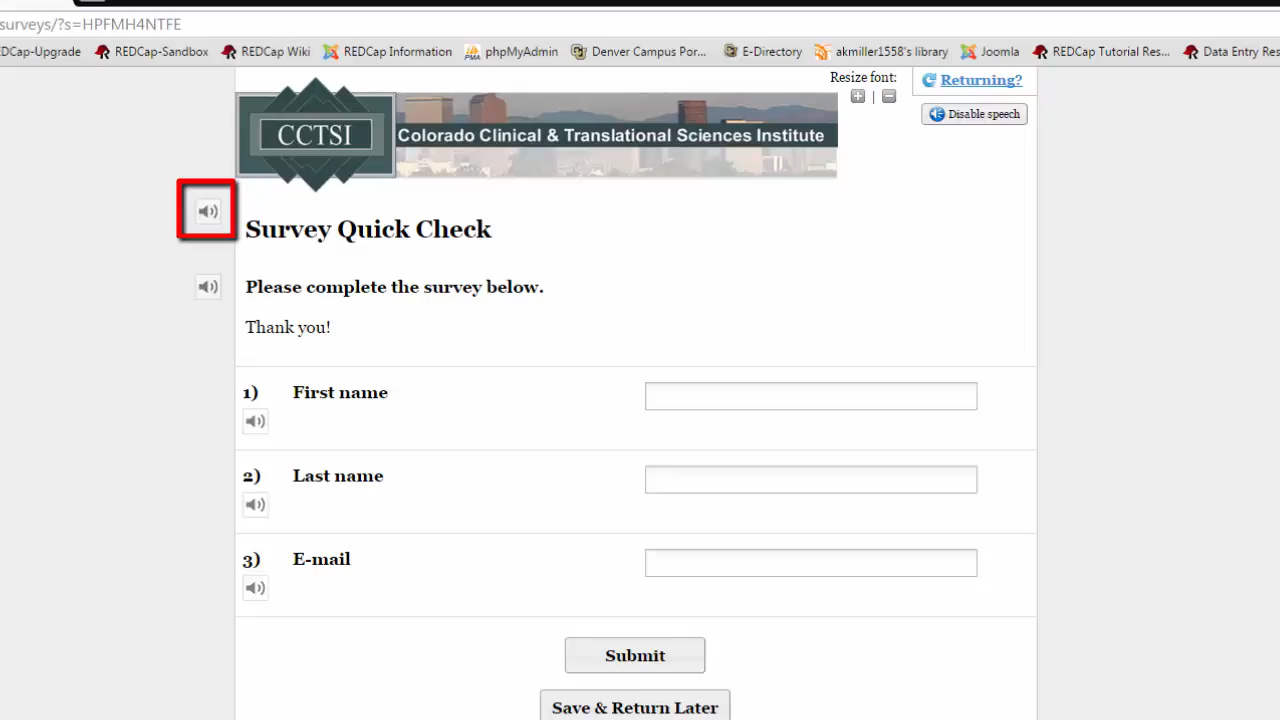 surveys/?s=HPFMH4NTFE
EDCap-Upgrade REDCap-Sandbox REDCap Wiki REDCap Information phpMyAdmin Denver Campus Por... E-Directory akmiller1558's library Joomla REDCap Tutorial Res... Data Entry Res
Resize font:
Returning?
Disable speech
CCTSI
Colorado Clinical & Translational Sciences Institute
Survey Quick Check
Please complete the survey below.
Thank you!
1) First name
2) Last name
3) E-mail
Submit
Save & Return Later